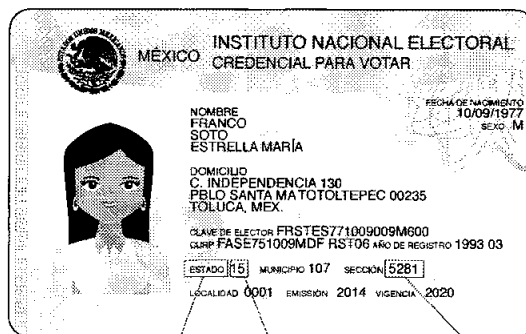 MÉXICO
INSTITUTO NACIONAL ELECTORAL
CREDENCIAL PARA VOTAR
NOMBRE
FRANCO
SOTO
ESTRELLA MARÍA
FECHA DE NACIMIENTO
10/09/1977
SEXO M
DOMICILIO
C. INDEPENDENCIA 130
PBLO SANTA MA TOTOLTEPEC 00235
TOLUCA, MEX.
CLAVE DE ELECTOR FRSTES771009009M600
CURP FASE751009MDF RST06 AÑO DE REGISTRO 1993 03
ESTADO 15 MUNICIPIO 107 SECCIÓN 5281
LOCALIDAD 0001 EMISIÓN 2014 VIGENCIA 2020